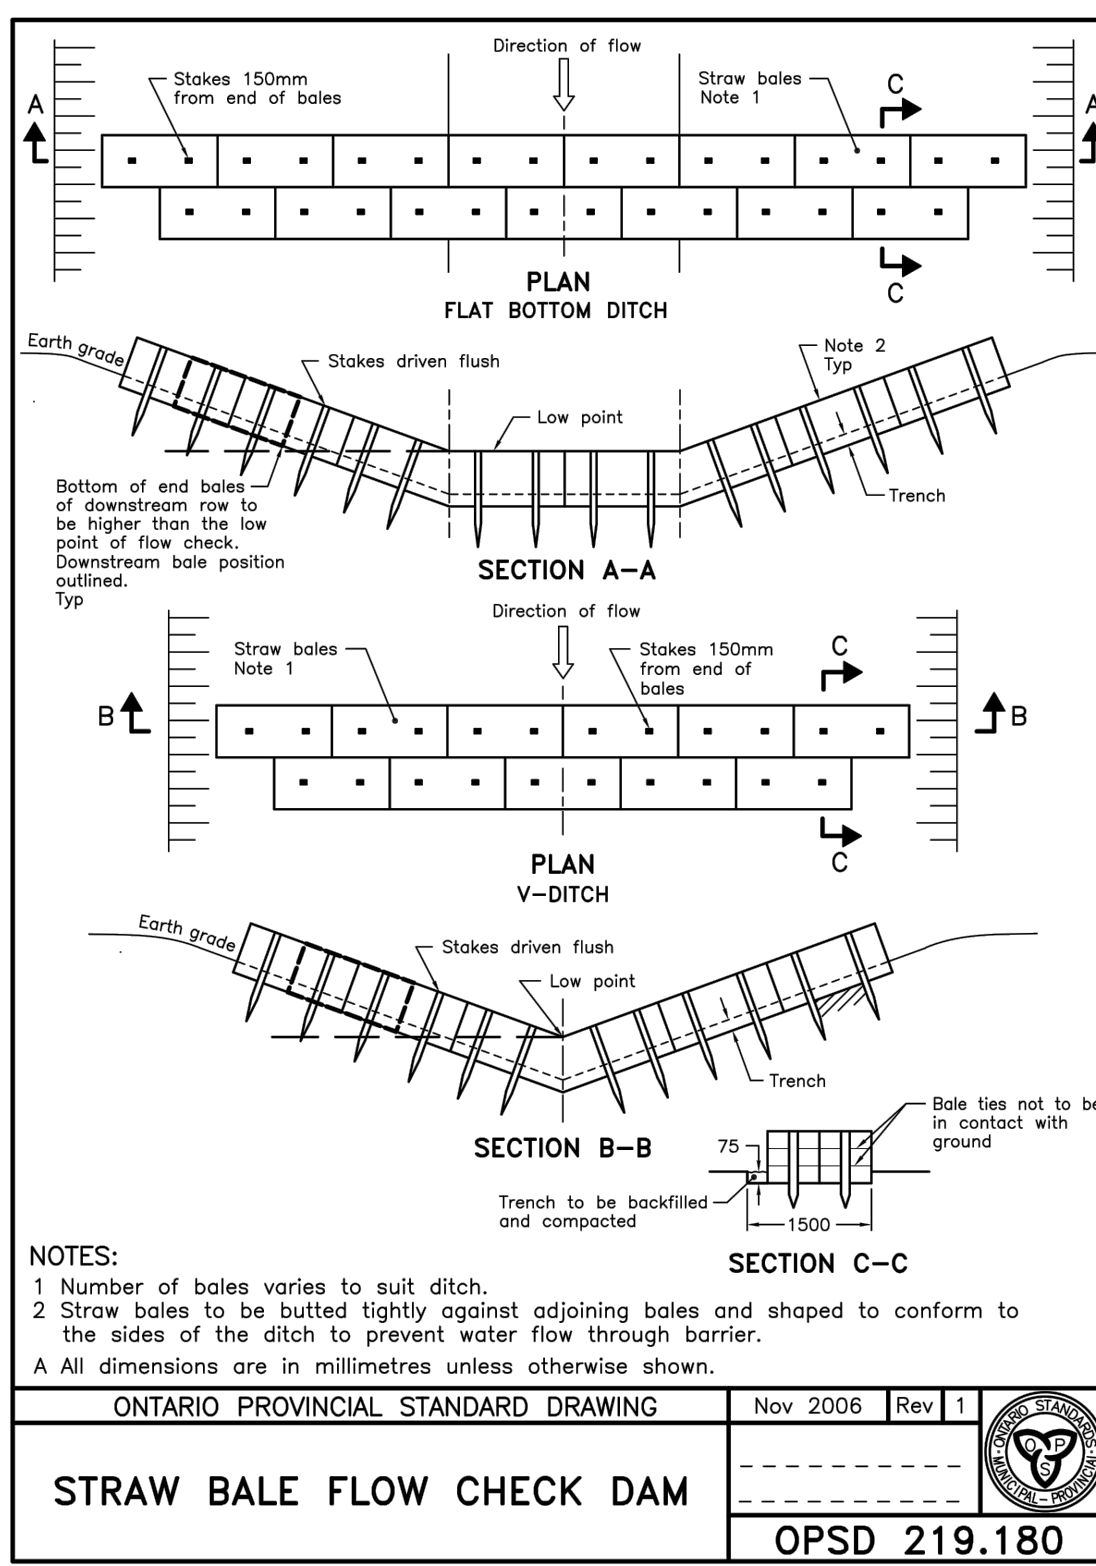 Direction of flow
Stakes 150mm
from end of bales
Straw bales
Note 1
C
A
A
C
PLAN
FLAT BOTTOM DITCH
Earth grade
Stakes driven flush
Note 2
Typ
Low point
Bottom of end bales
of downstream row to
be higher than the low
point of flow check.
Downstream bale position
outlined.
Typ
Trench
SECTION A-A
Direction of flow
Straw bales
Note 1
Stakes 150mm
from end of
bales
C
B
B
C
PLAN
V-DITCH
Earth grade
Stakes driven flush
Low point
Trench
SECTION B-B
Bale ties not to be
in contact with
ground
75
Trench to be backfilled
and compacted
1500
SECTION C-C
NOTES:
1 Number of bales varies to suit ditch.
2 Straw bales to be butted tightly against adjoining bales and shaped to conform to
the sides of the ditch to prevent water flow through barrier.
A All dimensions are in millimetres unless otherwise shown.
ONTARIO PROVINCIAL STANDARD DRAWING
Nov 2006 Rev 1
STRAW BALE FLOW CHECK DAM
ONTARIO STANDARDS
MUNICIPAL-PROVINCIAL
O P S
OPSD 219.180